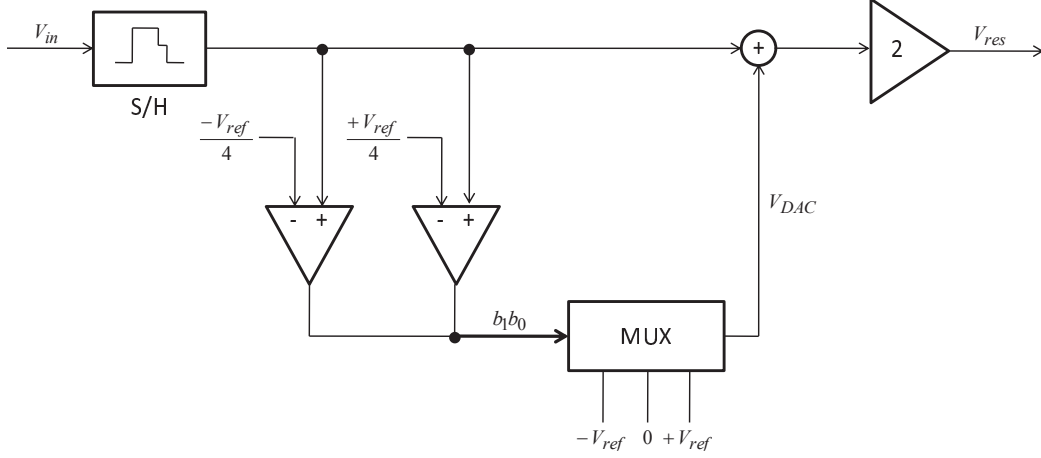 V_in
S/H
-V_ref/4
+V_ref/4
- +
- +
b_1b_0
MUX
-V_ref 0 +V_ref
V_DAC
+
2
V_res